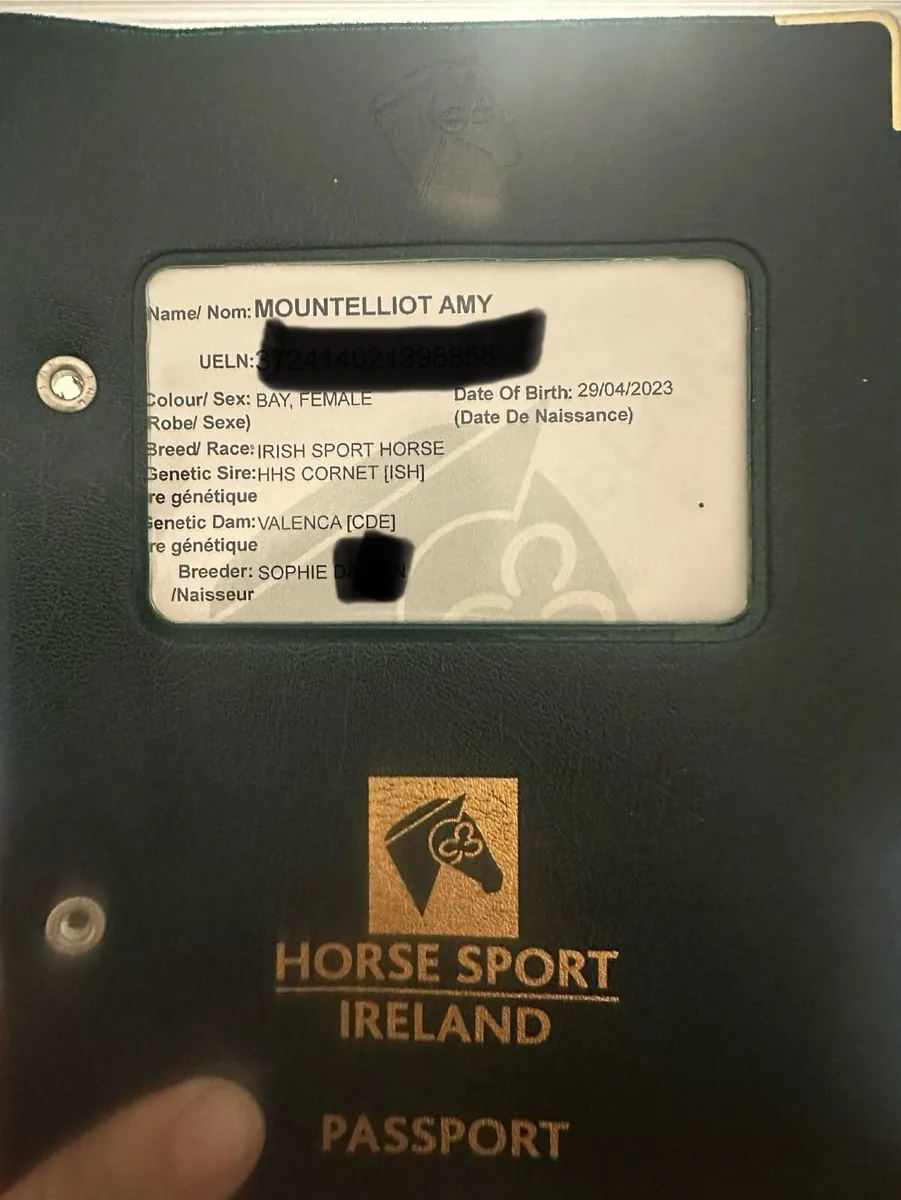 Name/ Nom: MOUNTELLIOT AMY
UELN:
Colour/ Sex: BAY, FEMALE
Date Of Birth: 29/04/2023
Robe/ Sexe)
(Date De Naissance)
Breed/ Race: IRISH SPORT HORSE
Genetic Sire: HHS CORNET [ISH]
re génétique
Genetic Dam: VALENCA [CDE]
re génétique
Breeder: SOPHIE
/Naisseur
HORSE SPORT
IRELAND
PASSPORT